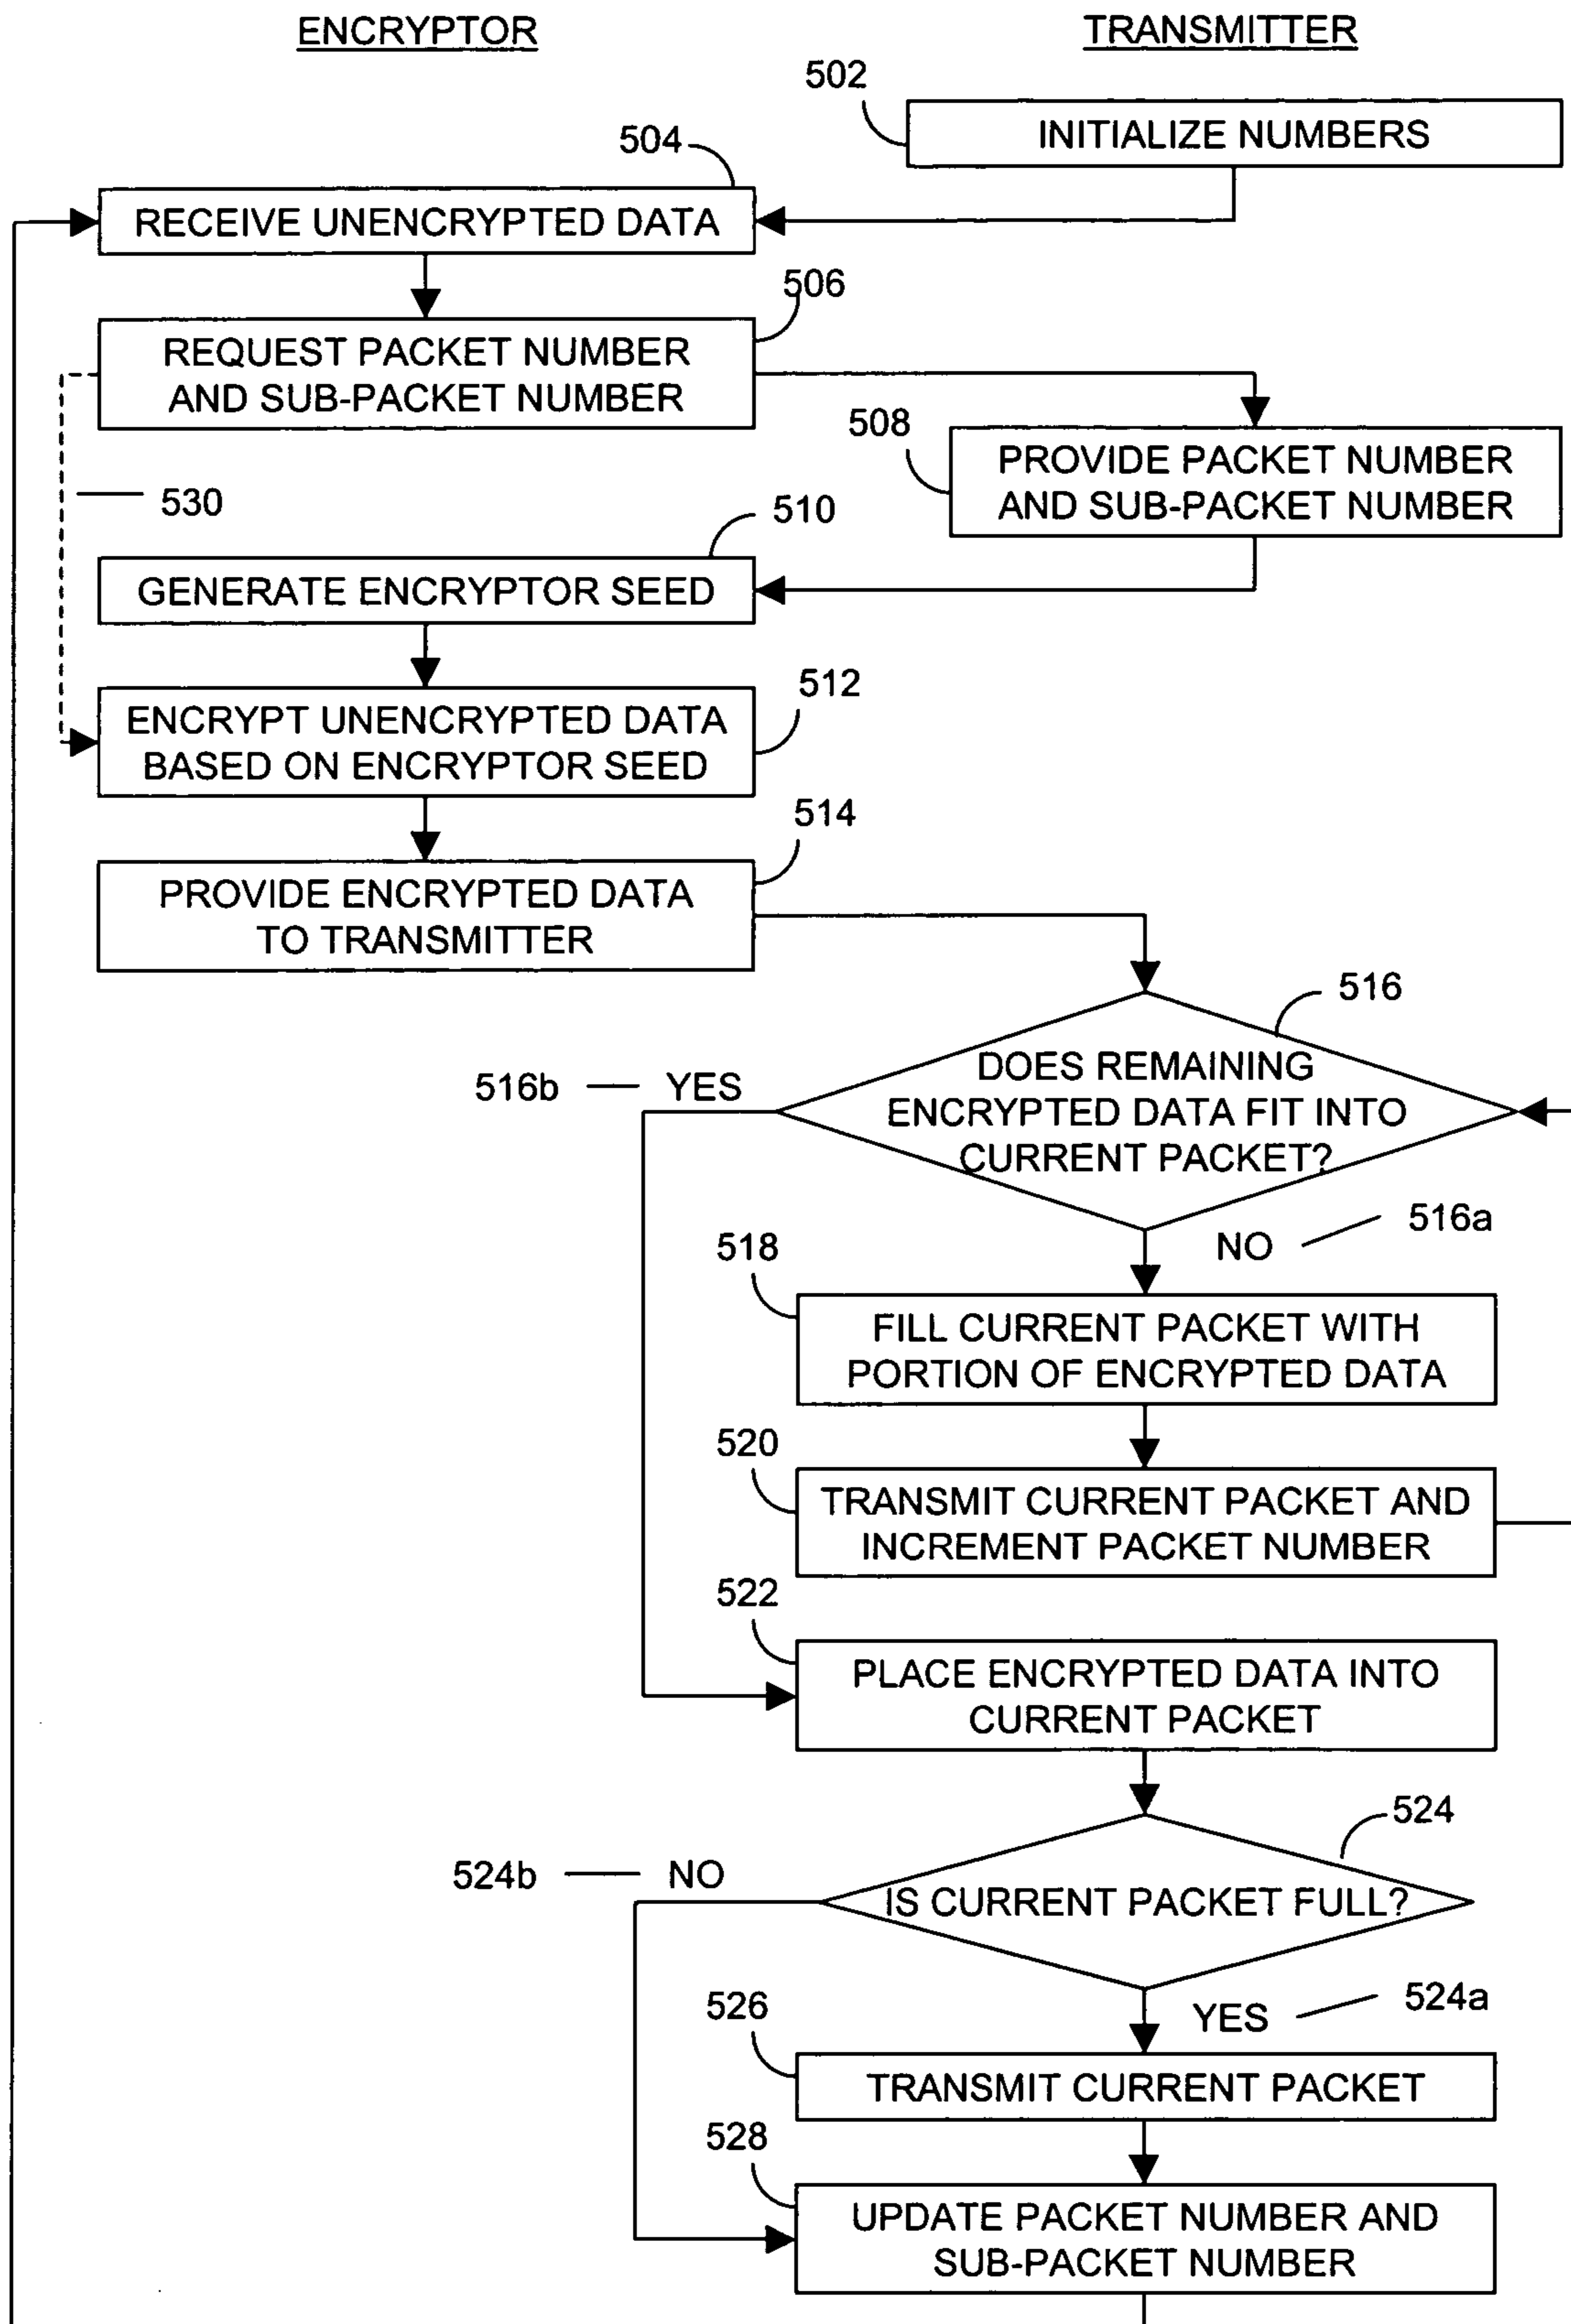 ENCRYPTOR
TRANSMITTER
502
INITIALIZE NUMBERS
504
RECEIVE UNENCRYPTED DATA
506
REQUEST PACKET NUMBER
AND SUB-PACKET NUMBER
508
PROVIDE PACKET NUMBER
AND SUB-PACKET NUMBER
530
510
GENERATE ENCRYPTOR SEED
512
ENCRYPT UNENCRYPTED DATA
BASED ON ENCRYPTOR SEED
514
PROVIDE ENCRYPTED DATA
TO TRANSMITTER
516
DOES REMAINING
ENCRYPTED DATA FIT INTO
CURRENT PACKET?
516b
YES
516a
NO
518
FILL CURRENT PACKET WITH
PORTION OF ENCRYPTED DATA
520
TRANSMIT CURRENT PACKET AND
INCREMENT PACKET NUMBER
522
PLACE ENCRYPTED DATA INTO
CURRENT PACKET
524
524b
NO
IS CURRENT PACKET FULL?
524a
YES
526
TRANSMIT CURRENT PACKET
528
UPDATE PACKET NUMBER AND
SUB-PACKET NUMBER